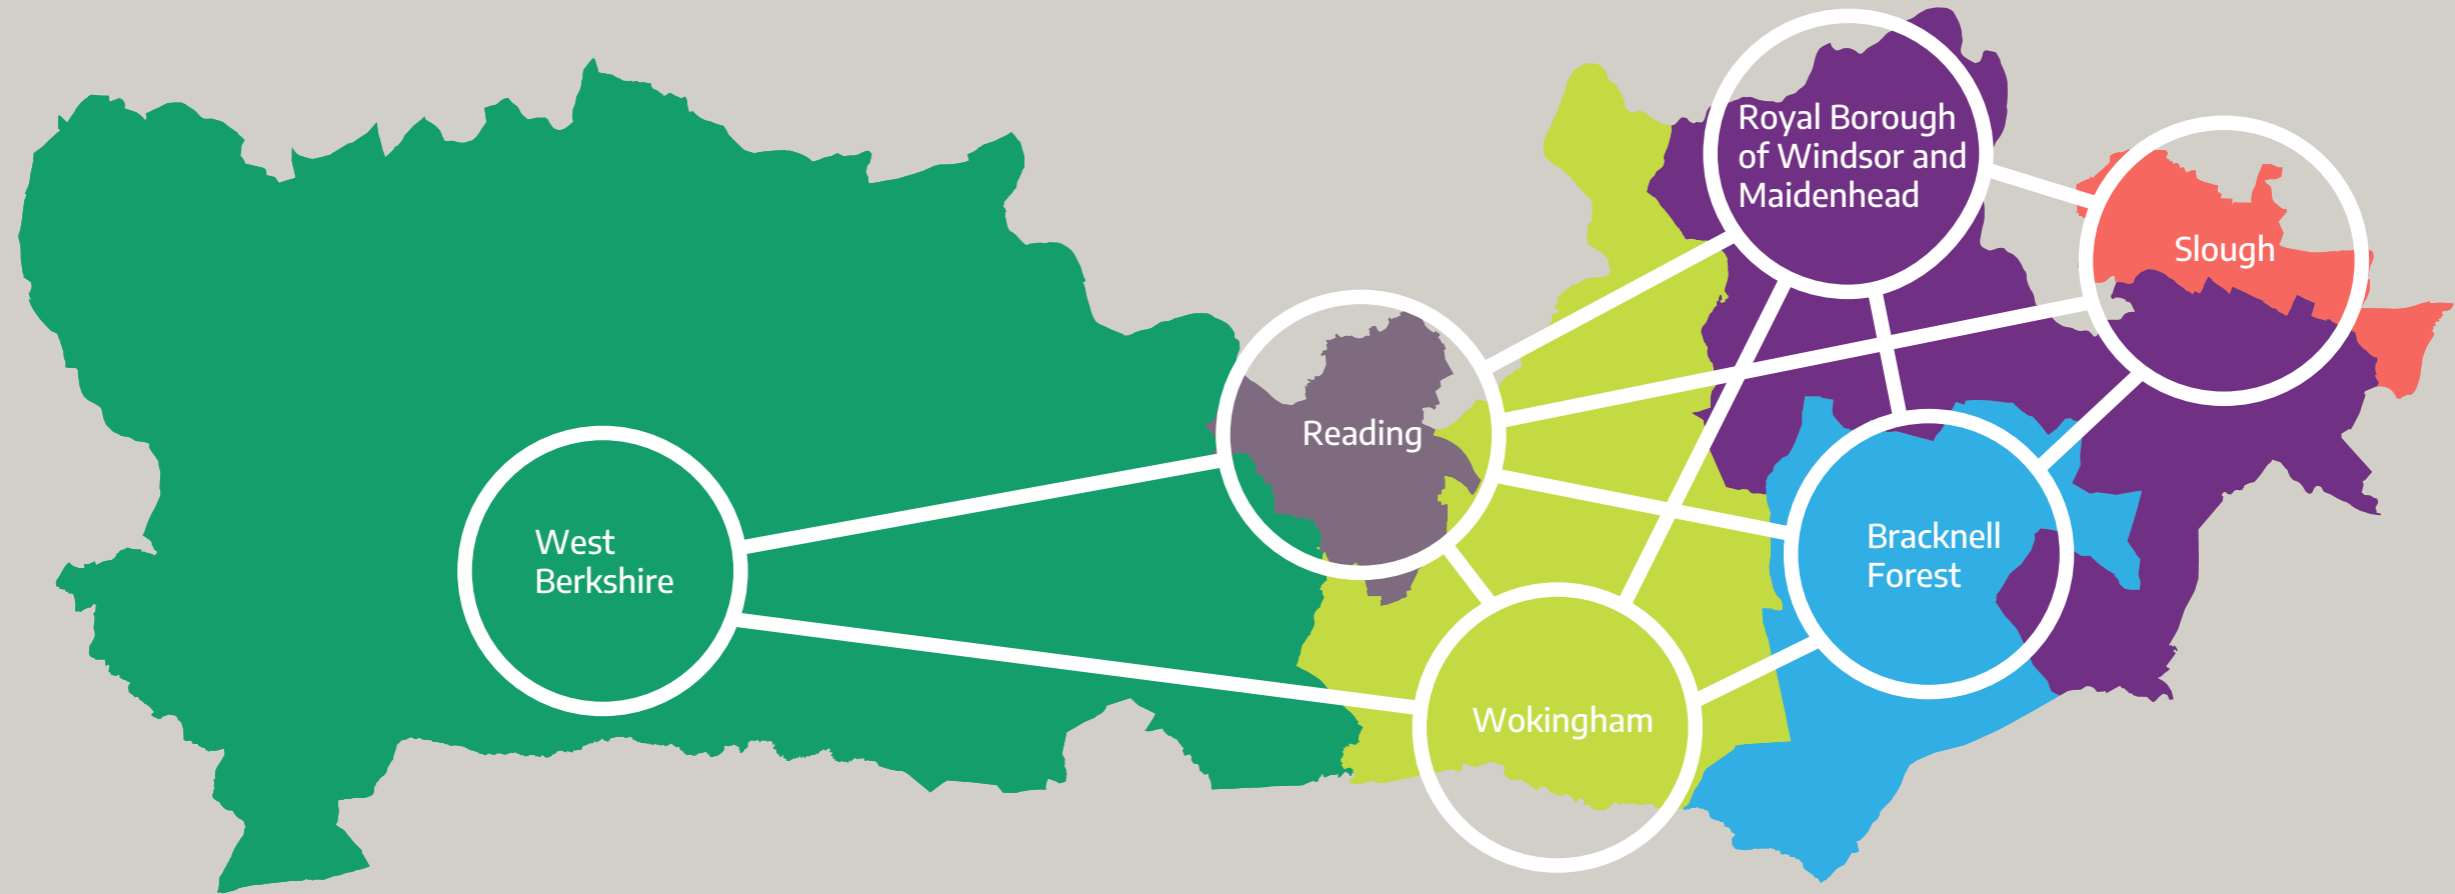 Royal Borough
of Windsor and
Maidenhead
Slough
Reading
West
Berkshire
Bracknell
Forest
Wokingham